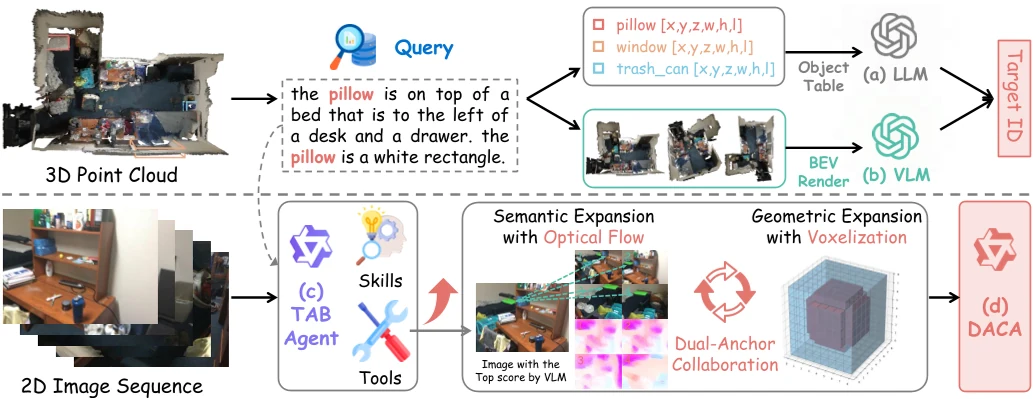 3D Point Cloud
Query
the pillow is on top of a
bed that is to the left of
a desk and a drawer. the
pillow is a white rectangle.
pillow [x,y,z,w,h,l]
window [x,y,z,w,h,l]
trash_can [x,y,z,w,h,l]
Object
Table
(a) LLM
BEV
Render
(b) VLM
Target ID
2D Image Sequence
(c)
TAB
Agent
Skills
Tools
Semantic Expansion
with Optical Flow
Image with the
Top score by VLM
Dual-Anchor
Collaboration
Geometric Expansion
with Voxelization
(d)
DACA